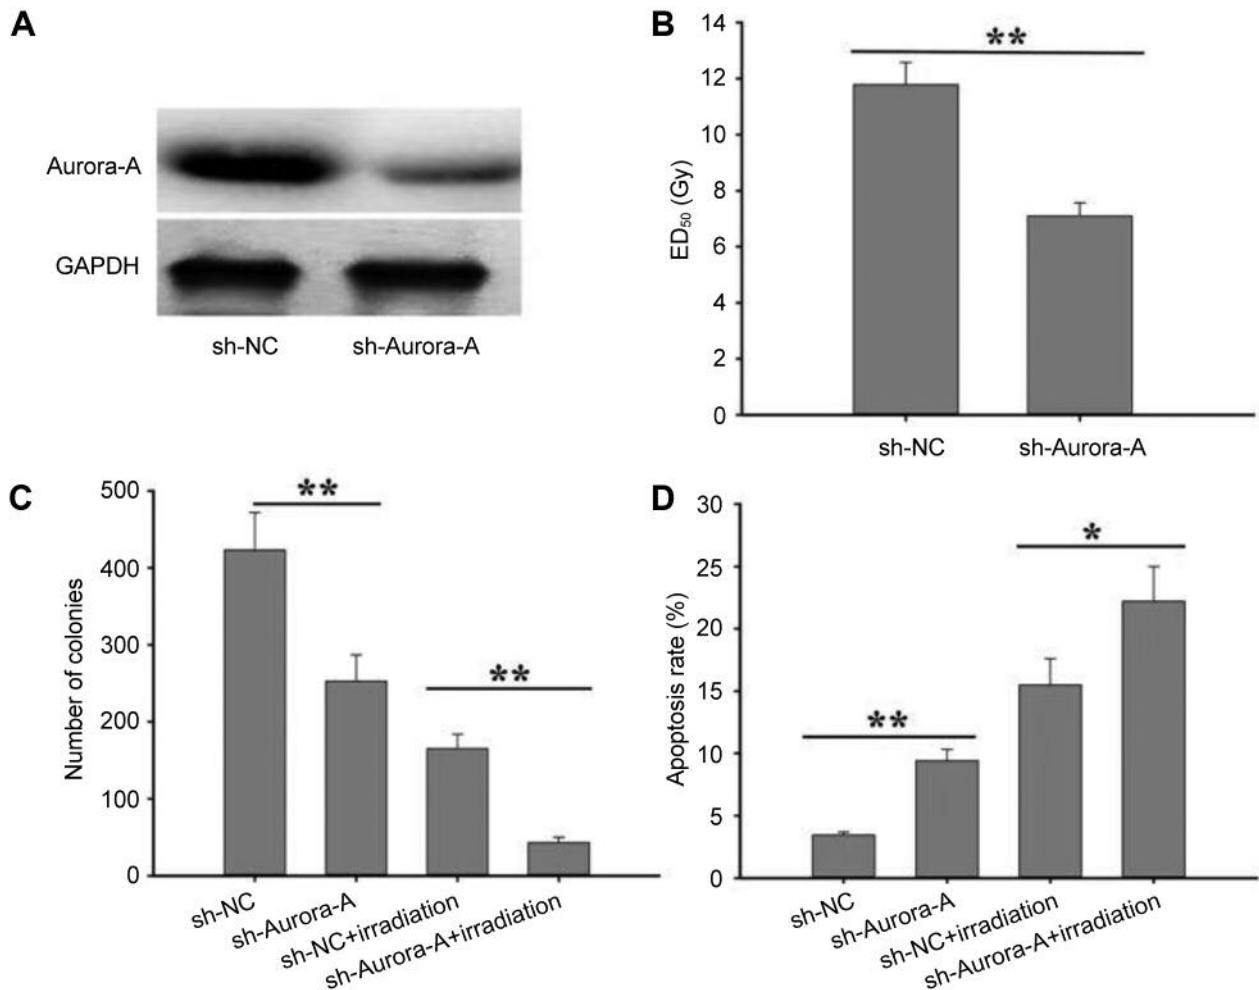 A
Aurora-A
GAPDH
sh-NC
sh-Aurora-A
B
**
ED50 (Gy)
14
12
10
8
6
4
2
0
sh-NC
sh-Aurora-A
C
**
**
Number of colonies
500
400
300
200
100
0
sh-NC
sh-Aurora-A
sh-NC+irradiation
sh-Aurora-A+irradiation
D
*
**
Apoptosis rate (%)
30
25
20
15
10
5
0
sh-NC
sh-Aurora-A
sh-NC+irradiation
sh-Aurora-A+irradiation